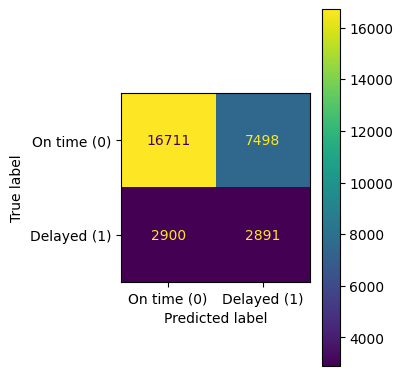 16000
14000
12000
10000
8000
6000
4000
True label
On time (0)
16711
7498
Delayed (1)
2900
2891
On time (0)
Delayed (1)
Predicted label